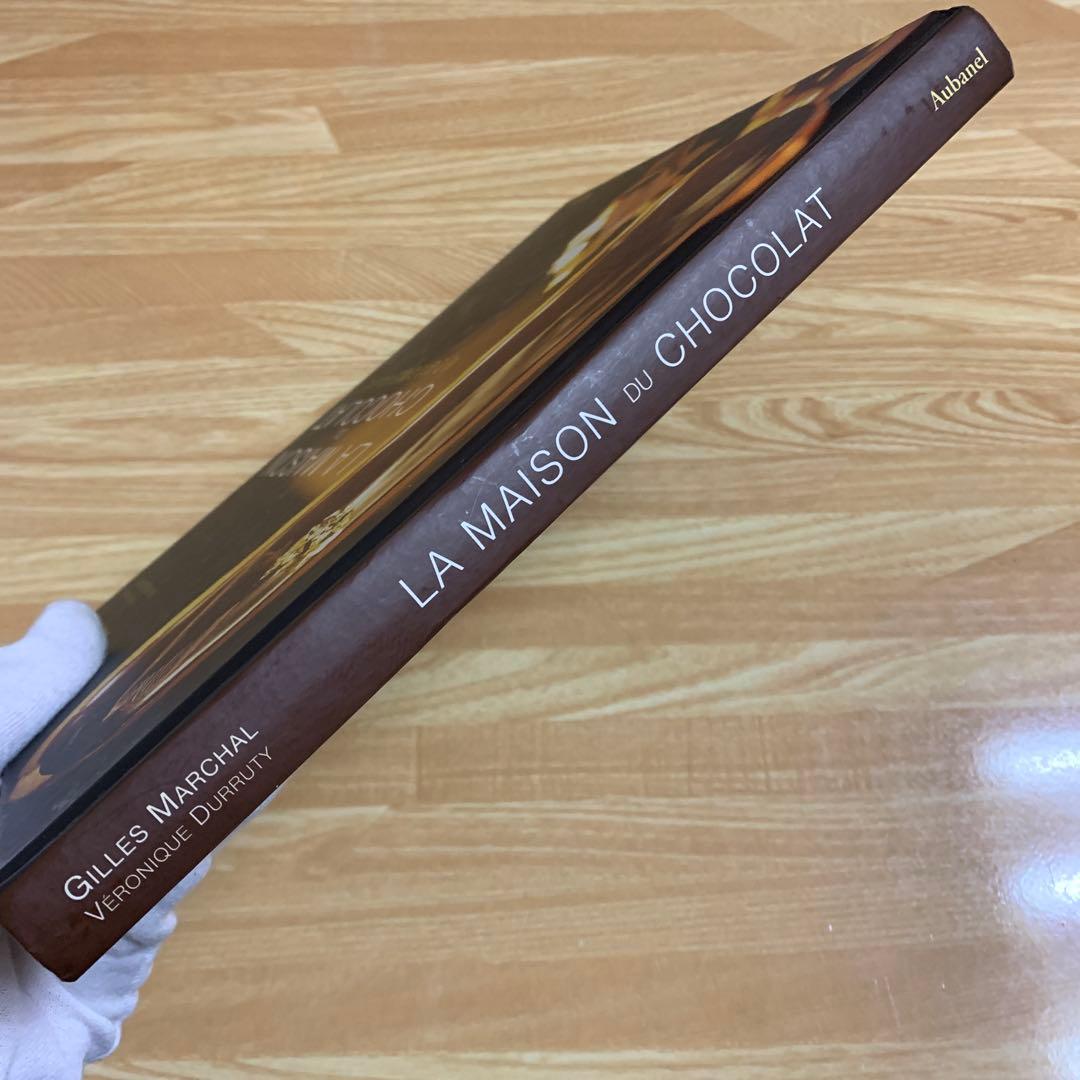 GILLES MARCHAL
VÉRONIQUE DURRUTY
LA MAISON DU CHOCOLAT
Aubanel